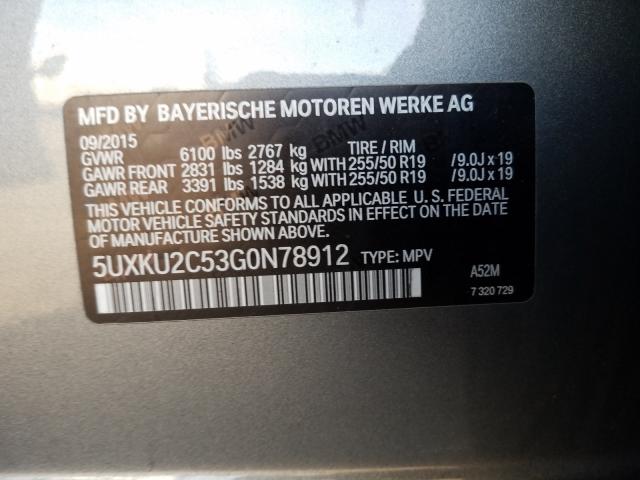 MFD BY BAYERISCHE MOTOREN WERKE AG
09/2015
GVWR 6100 lbs 2767 kg TIRE / RIM
GAWR FRONT 2831 lbs 1284 kg WITH 255/50 R19 /9.0J x 19
GAWR REAR 3391 lbs 1538 kg WITH 255/50 R19 /9.0J x 19
THIS VEHICLE CONFORMS TO ALL APPLICABLE U. S. FEDERAL
MOTOR VEHICLE SAFETY STANDARDS IN EFFECT ON THE DATE
OF MANUFACTURE SHOWN ABOVE.
5UXKU2C53G0N78912 TYPE: MPV
A52M
7 320 729